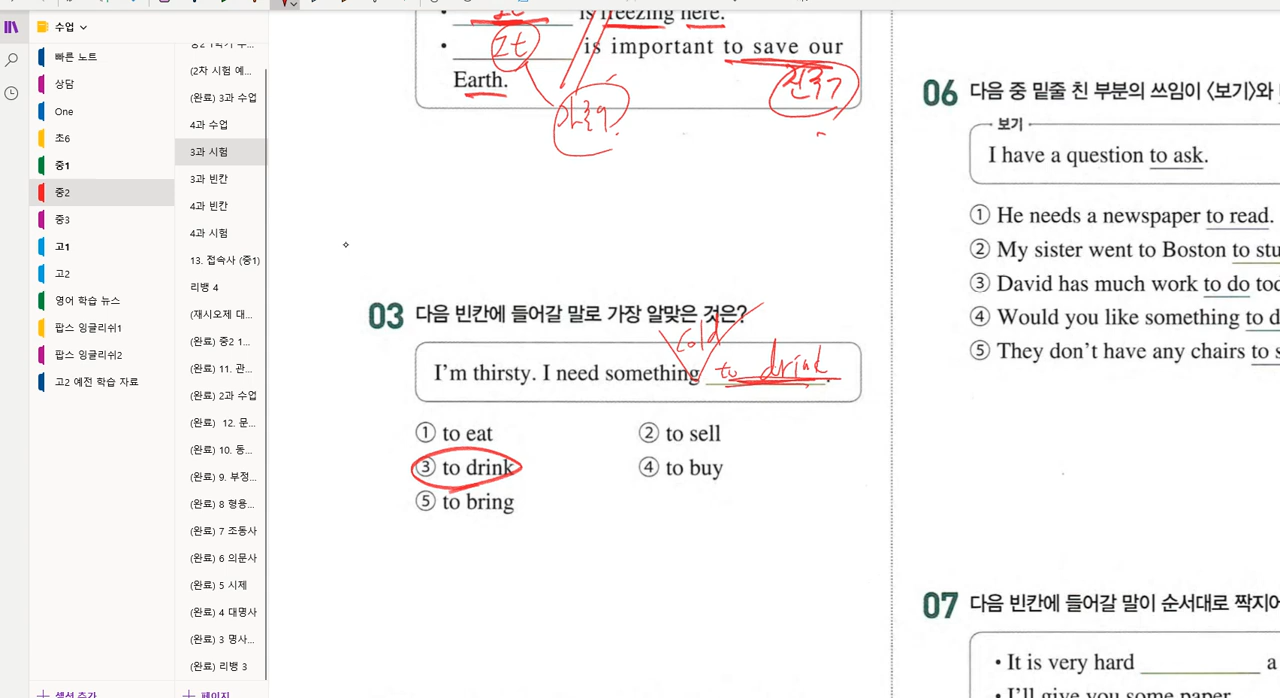 수업
빠른 노트
상담
One
초6
중1
중2
중3
고1
고2
영어 학습 뉴스
팝스 잉글리쉬1
팝스 잉글리쉬2
고2 예전 학습 자료
섹션 추가
(2차 시험 예...
(완료) 3과 수업
4과 수업
3과 시험
3과 빈칸
4과 빈칸
4과 시험
13. 접속사 (중1)
리뱅 4
(재시오제 대...
(완료) 중2 1...
(완료) 11. 관...
(완료) 2과 수업
(완료) 12. 문...
(완료) 10. 동...
(완료) 9. 부정...
(완료) 8 형용...
(완료) 7 조동사
(완료) 6 의문사
(완료) 5 시제
(완료) 4 대명사
(완료) 3 명사...
(완료) 리뱅 3
페이지
is freezing here.
• It is important to save our
Earth.
03 다음 빈칸에 들어갈 말로 가장 알맞은 것은?
cold
I'm thirsty. I need something to drink.
① to eat ② to sell
③ to drink ④ to buy
⑤ to bring
06 다음 중 밑줄 친 부분의 쓰임이 〈보기〉와
보기
I have a question to ask.
① He needs a newspaper to read.
② My sister went to Boston to stu
③ David has much work to do tod
④ Would you like something to d
⑤ They don't have any chairs to s
07 다음 빈칸에 들어갈 말이 순서대로 짝지어
• It is very hard a
• I'll give you some paper